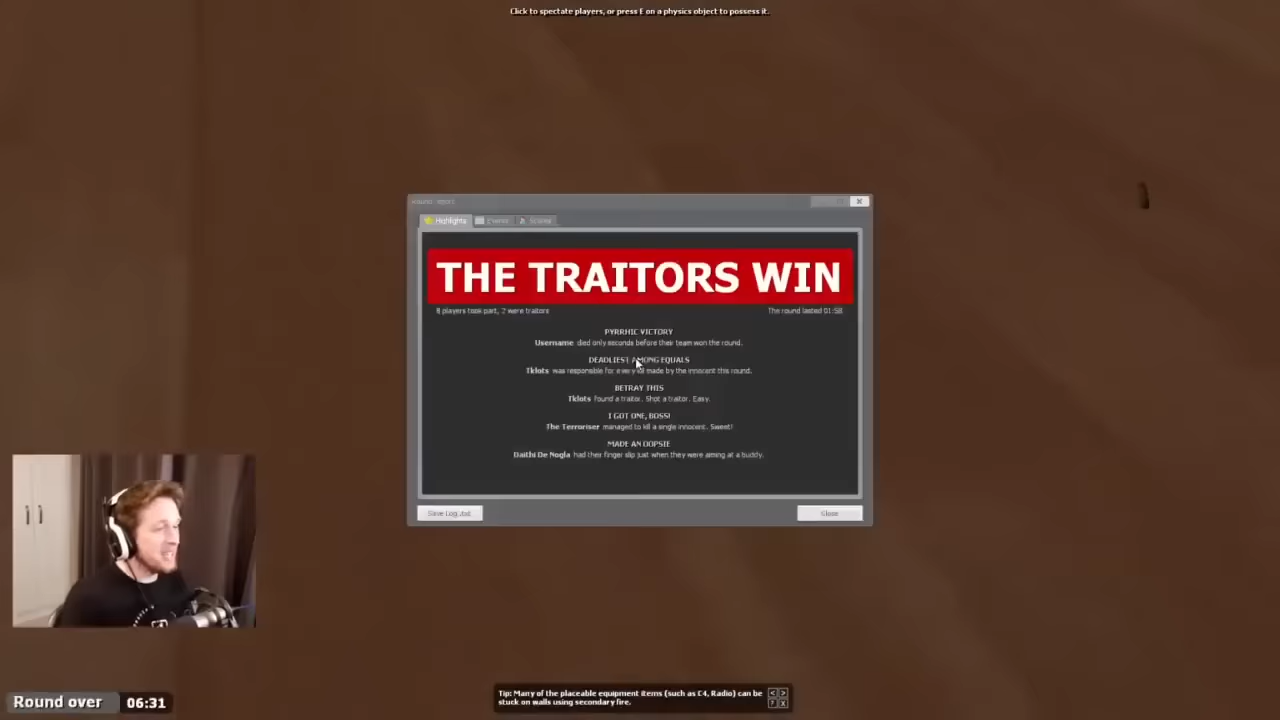 Click to spectate players, or press E on a physics object to possess it.
Round report
Highlights Events Scores
THE TRAITORS WIN
8 players took part, 2 were traitors The round lasted 01:58
PYRRHIC VICTORY
Username died only seconds before their team won the round.
DEADLIEST AMONG EQUALS
Tklots was responsible for every kill made by the innocent this round.
BETRAY THIS
Tklots found a traitor. Shot a traitor. Easy.
I GOT ONE, BOSS!
The Terroriser managed to kill a single innocent. Sweet!
MADE AN OOPSIE
Daithi De Nogla had their finger slip just when they were aiming at a buddy.
Save Log .txt Close
Round over 06:31
Tip: Many of the placeable equipment items (such as C4, Radio) can be
stuck on walls using secondary fire.